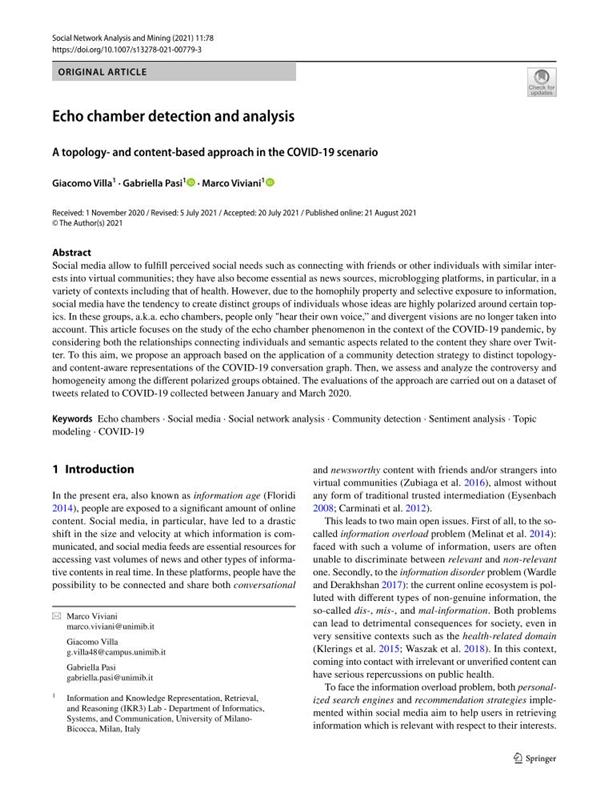 Social Network Analysis and Mining (2021) 11:78
https://doi.org/10.1007/s13278-021-00779-3
ORIGINAL ARTICLE
Check for
updates
Echo chamber detection and analysis
A topology- and content-based approach in the COVID-19 scenario
Giacomo Villa1 · Gabriella Pasi1 · Marco Viviani1
Received: 1 November 2020 / Revised: 5 July 2021 / Accepted: 20 July 2021 / Published online: 21 August 2021
© The Author(s) 2021
Abstract
Social media allow to fulfill perceived social needs such as connecting with friends or other individuals with similar inter-
ests into virtual communities; they have also become essential as news sources, microblogging platforms, in particular, in
a variety of contexts including that of health. However, due to the homophily property and selective exposure to information,
social media have the tendency to create distinct groups of individuals whose ideas are highly polarized around certain top-
ics. In these groups, a.k.a. echo chambers, people only "hear their own voice,” and divergent visions are no longer taken into
account. This article focuses on the study of the echo chamber phenomenon in the context of the COVID-19 pandemic, by
considering both the relationships connecting individuals and semantic aspects related to the content they share over Twit-
ter. To this aim, we propose an approach based on the application of a community detection strategy to distinct topology-
and content-aware representations of the COVID-19 conversation graph. Then, we assess and analyze the controversy and
homogeneity among the different polarized groups obtained. The evaluations of the approach are carried out on a dataset of
tweets related to COVID-19 collected between January and March 2020.
Keywords Echo chambers · Social media · Social network analysis · Community detection · Sentiment analysis · Topic
modeling · COVID-19
1 Introduction
In the present era, also known as information age (Floridi
2014), people are exposed to a significant amount of online
content. Social media, in particular, have led to a drastic
shift in the size and velocity at which information is com-
municated, and social media feeds are essential resources for
accessing vast volumes of news and other types of informa-
tive contents in real time. In these platforms, people have the
possibility to be connected and share both conversational
Marco Viviani
marco.viviani@unimib.it
Giacomo Villa
g.villa48@campus.unimib.it
Gabriella Pasi
gabriella.pasi@unimib.it
1 Information and Knowledge Representation, Retrieval,
and Reasoning (IKR3) Lab - Department of Informatics,
Systems, and Communication, University of Milano-
Bicocca, Milan, Italy
and newsworthy content with friends and/or strangers into
virtual communities (Zubiaga et al. 2016), almost without
any form of traditional trusted intermediation (Eysenbach
2008; Carminati et al. 2012).
This leads to two main open issues. First of all, to the so-
called information overload problem (Melinat et al. 2014):
faced with such a volume of information, users are often
unable to discriminate between relevant and non-relevant
one. Secondly, to the information disorder problem (Wardle
and Derakhshan 2017): the current online ecosystem is pol-
luted with different types of non-genuine information, the
so-called dis-, mis-, and mal-information. Both problems
can lead to detrimental consequences for society, even in
very sensitive contexts such as the health-related domain
(Klerings et al. 2015; Waszak et al. 2018). In this context,
coming into contact with irrelevant or unverified content can
have serious repercussions on public health.
To face the information overload problem, both personal-
ized search engines and recommendation strategies imple-
mented within social media aim to help users in retrieving
information which is relevant with respect to their interests.
Springer